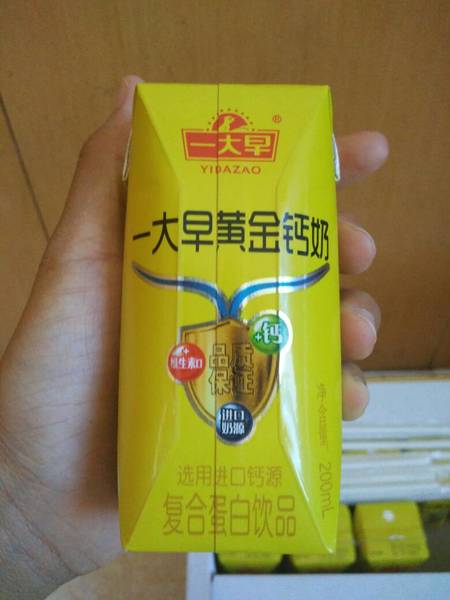 一大早®
YIDAZAO
一大早黄金钙奶
+钙
品质
保证
+维生素D
进口
奶源
净含量: 200mL
选用进口钙源
复合蛋白饮品